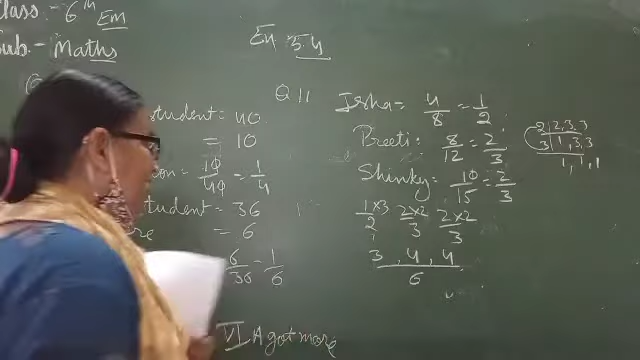 Class - 6th Em
Sub. - Maths
Ex 5.4
student = 40
= 10
10/40 = 1/4
student = 36
= 6
6/36 - 1/6
VI A got more
Q 11
Isha = 4/8 = 1/2
Preeti = 8/12 = 2/3
Shinky = 10/15 = 2/3
1×3/2 2×2/3 2×2/3
3, 4, 4
6
2|2,3,3
3|1,3,3
1,1,1